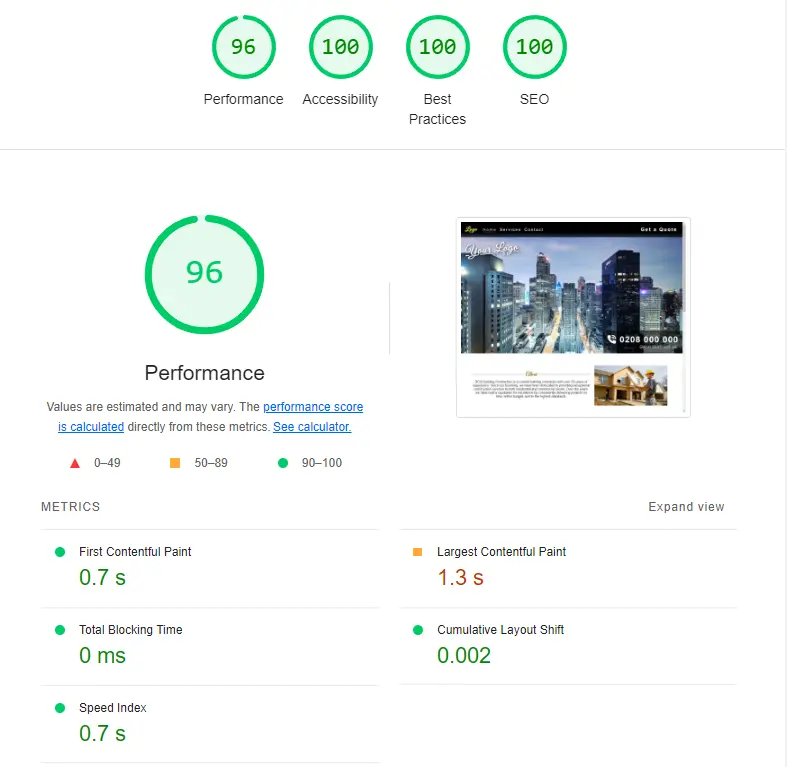 96
100
100
100
Performance
Accessibility
Best
Practices
SEO
96
Performance
Values are estimated and may vary. The performance score
is calculated directly from these metrics. See calculator.
0–49
50–89
90–100
Logo Home Services Contact Get a Quote
Your Logo
0208 000 000
METRICS
Expand view
First Contentful Paint
0.7 s
Largest Contentful Paint
1.3 s
Total Blocking Time
0 ms
Cumulative Layout Shift
0.002
Speed Index
0.7 s